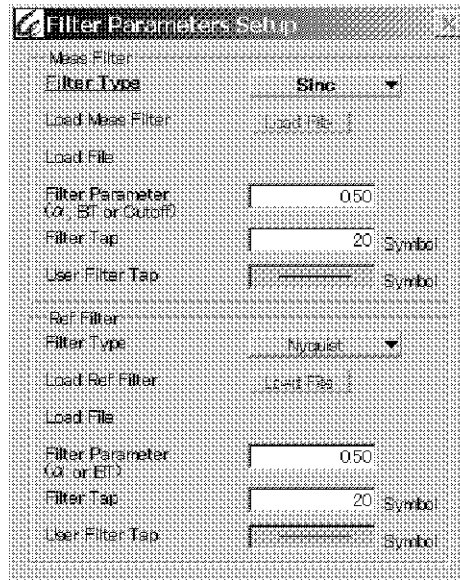 Filter Parameters Setup
Meas Filter
Filter Type Sinc
Load Meas Filter Load File
Load File
Filter Parameter 0.50
(α, BT or Cutoff)
Filter Tap 20 Symbol
User Filter Tap Symbol
Ref Filter
Filter Type Nyquist
Load Ref Filter Load File
Load File
Filter Parameter 0.50
(α or BT)
Filter Tap 20 Symbol
User Filter Tap Symbol